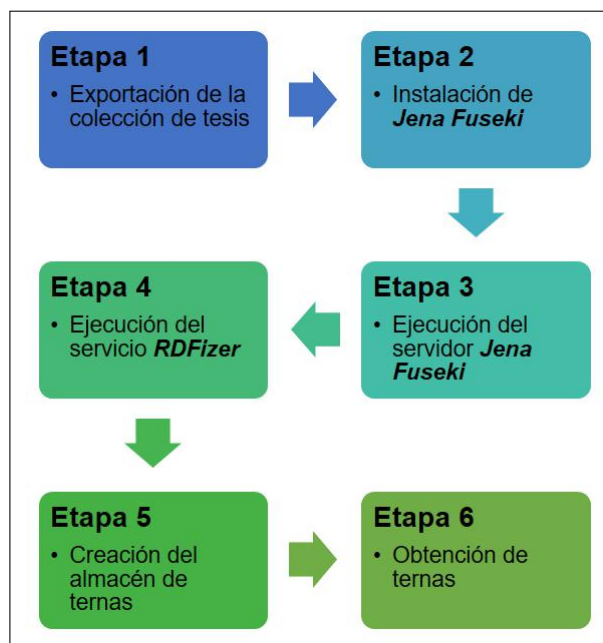 Etapa 1
• Exportación de la
colección de tesis
Etapa 2
• Instalación de
Jena Fuseki
Etapa 3
• Ejecución del
servidor Jena
Fuseki
Etapa 4
• Ejecución del
servicio RDFizer
Etapa 5
• Creación del
almacén de
ternas
Etapa 6
• Obtención de
ternas